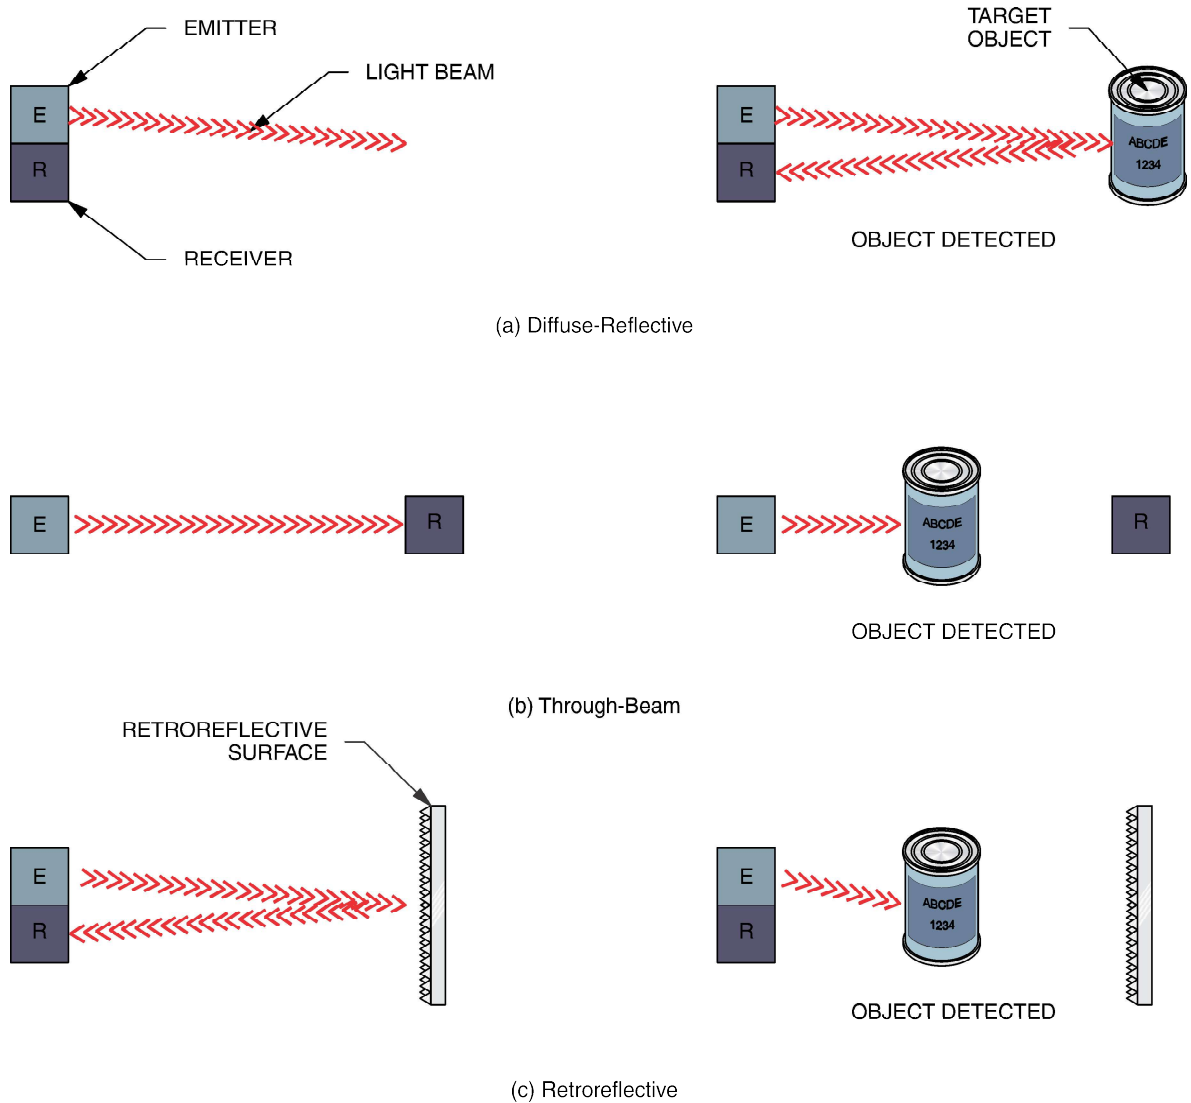 EMITTER
LIGHT BEAM
E
R
RECEIVER
TARGET
OBJECT
E
R
ABCDE
1234
OBJECT DETECTED
(a) Diffuse-Reflective
E
R
E
ABCDE
1234
R
OBJECT DETECTED
(b) Through-Beam
RETROREFLECTIVE
SURFACE
E
R
E
R
ABCDE
1234
OBJECT DETECTED
(c) Retroreflective